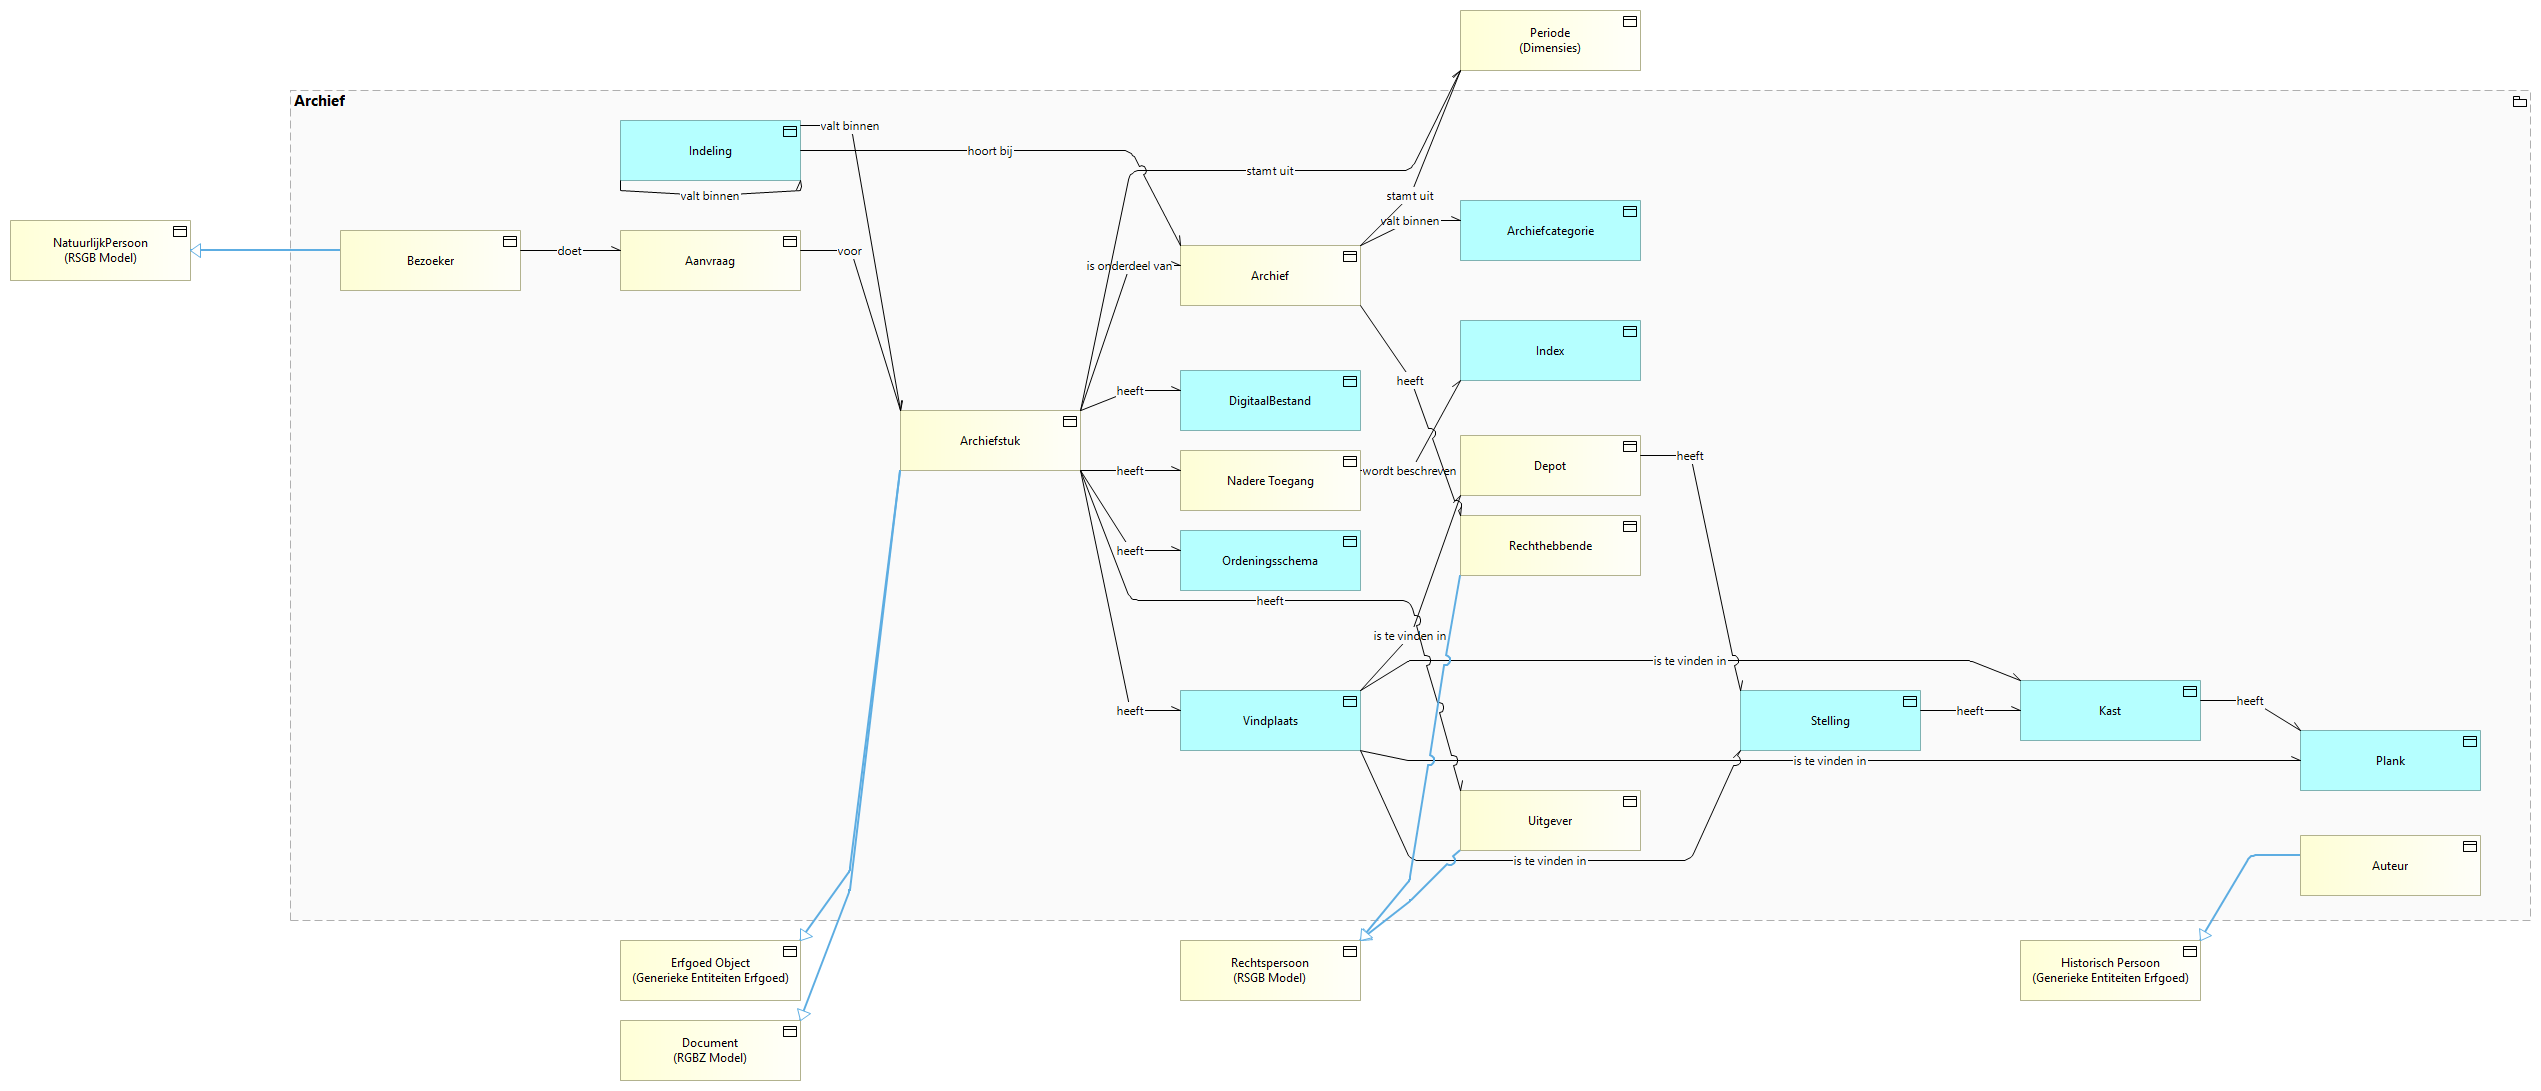 Periode
(Dimensies)
Archief
valt binnen
Indeling
hoort bij
stamt uit
valt binnen
stamt uit
valt binnen
Archiefcategorie
NatuurlijkPersoon
(RSGB Model)
Bezoeker
doet
Aanvraag
voor
is onderdeel van
Archief
Index
heeft
heeft
DigitaalBestand
Archiefstuk
heeft
Nadere Toegang
wordt beschreven
Depot
heeft
heeft
Ordeningsschema
Rechthebbende
heeft
is te vinden in
is te vinden in
heeft
Vindplaats
Stelling
heeft
Kast
heeft
is te vinden in
Plank
Uitgever
is te vinden in
Auteur
Erfgoed Object
(Generieke Entiteiten Erfgoed)
Rechtspersoon
(RSGB Model)
Historisch Persoon
(Generieke Entiteiten Erfgoed)
Document
(RGBZ Model)